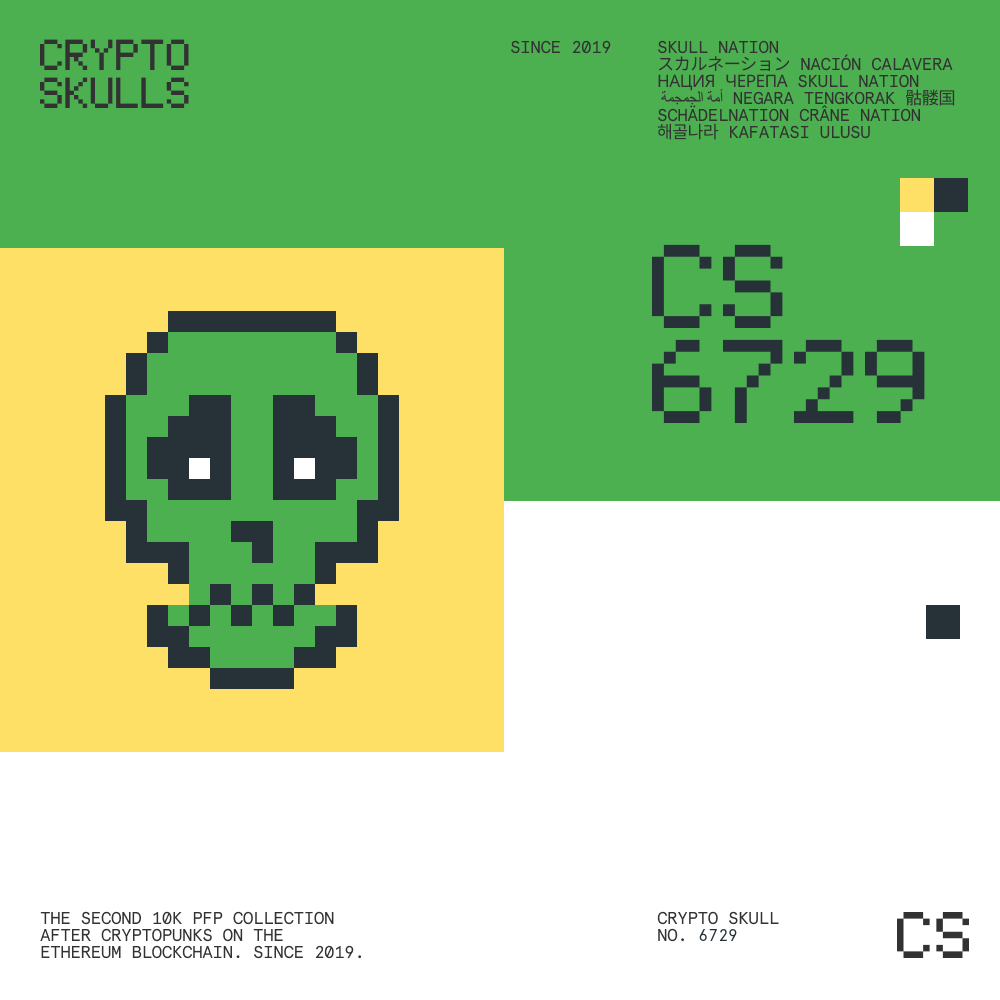 CRYPTO
SKULLS
SINCE 2019
SKULL NATION
スカルネーション NACIÓN CALAVERA
НАЦИЯ ЧЕРЕПА SKULL NATION
أمة الجمجمة NEGARA TENGKORAK 骷髅国
SCHÄDELNATION CRÂNE NATION
해골나라 KAFATASI ULUSU
CS
6729
THE SECOND 10K PFP COLLECTION
AFTER CRYPTOPUNKS ON THE
ETHEREUM BLOCKCHAIN. SINCE 2019.
CRYPTO SKULL
NO. 6729
CS